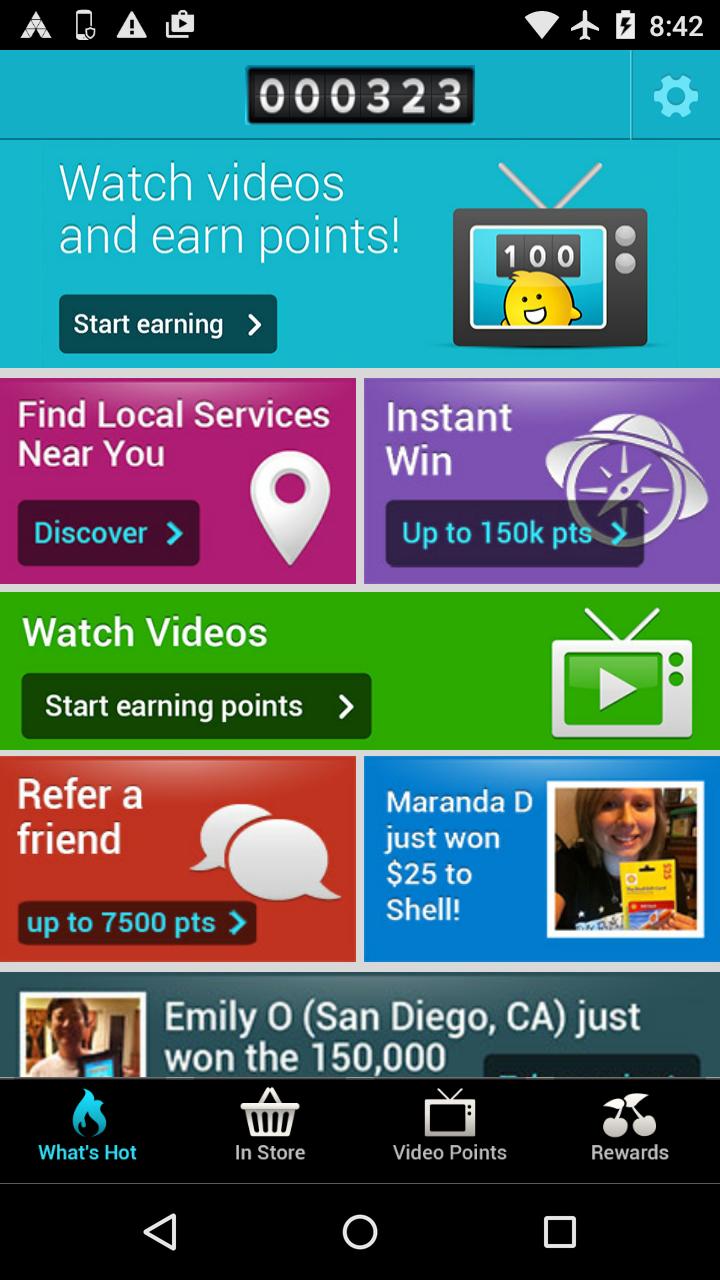 8:42
000323
Watch videos
and earn points!
100
Start earning
Find Local Services
Near You
Discover
Instant
Win
Up to 150k pts
Watch Videos
Start earning points
Refer a
friend
up to 7500 pts
Maranda D
just won
$25 to
Shell!
$25
Emily O (San Diego, CA) just
won the 150,000
What's Hot
In Store
Video Points
Rewards